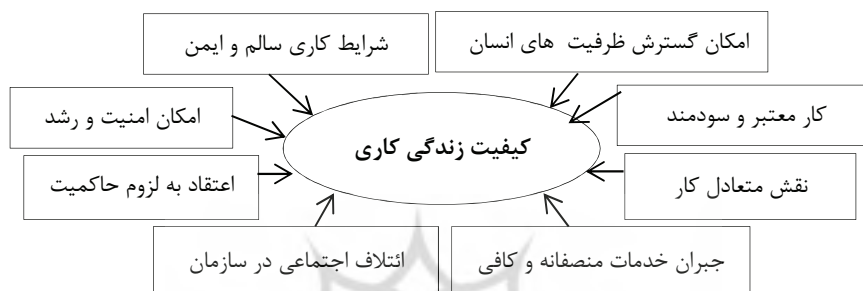 امکان گسترش ظرفیت های انسان
شرایط کاری سالم و ایمن
کار معتبر و سودمند
امکان امنیت و رشد
کیفیت زندگی کاری
نقش متعادل کار
اعتقاد به لزوم حاکمیت
جبران خدمات منصفانه و کافی
ائتلاف اجتماعی در سازمان